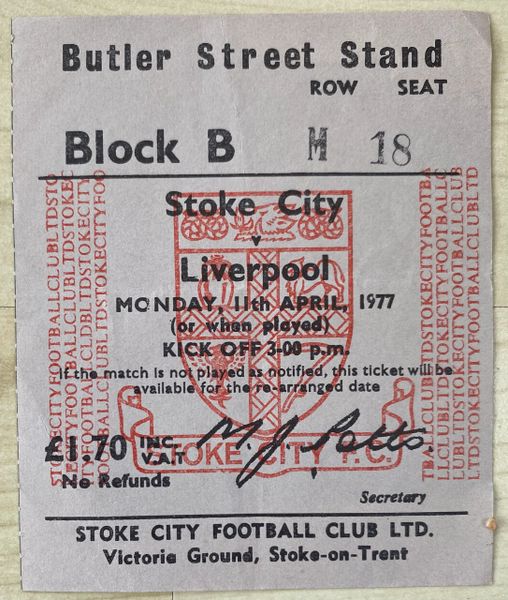 Butler Street Stand
ROW SEAT
Block B M 18
Stoke City
v
Liverpool
MONDAY, 11th APRIL, 1977
(or when played)
KICK OFF 3-00 p.m.
If the match is not played as notified, this ticket will be
available for the re-arranged date
£1.70 INC. V.A.T.
No Refunds
M J Potts
STOKE CITY F.C.
Secretary
STOKE CITY FOOTBALL CLUB LTD.
Victoria Ground, Stoke-on-Trent